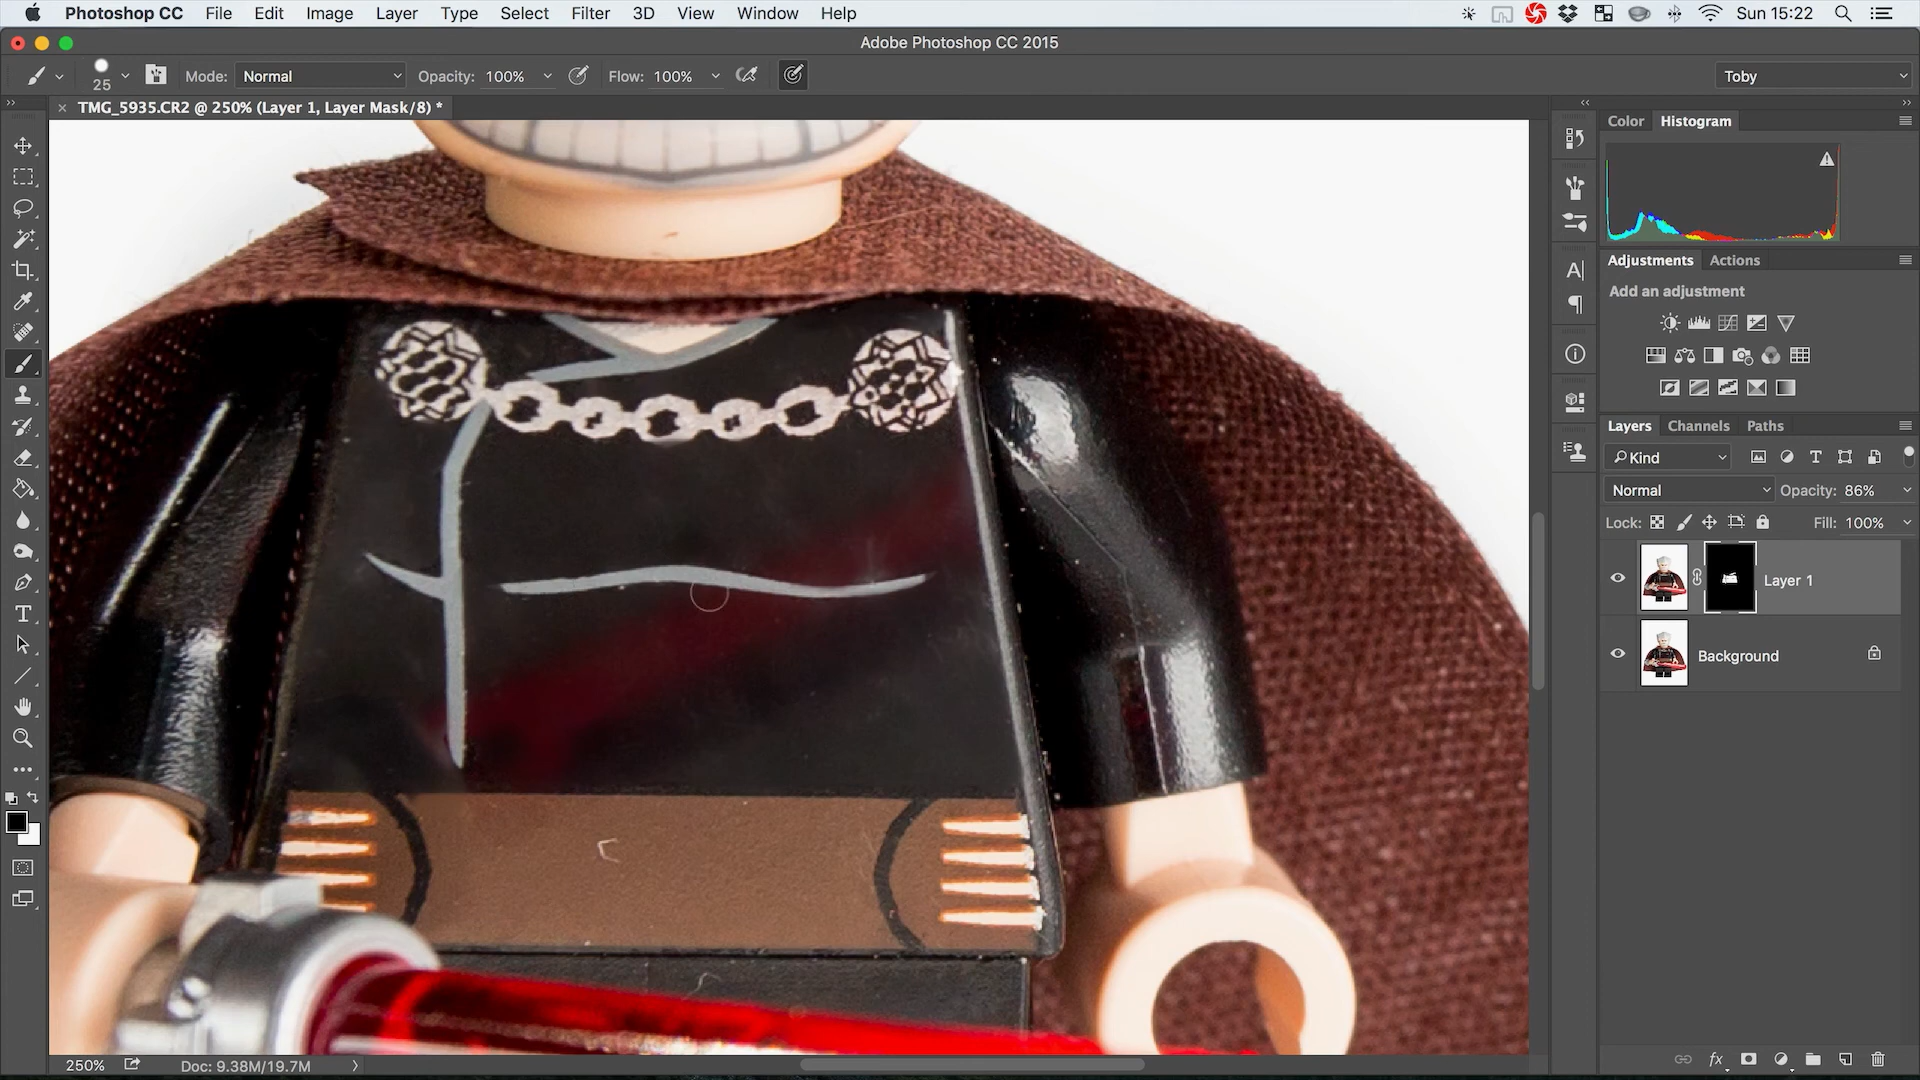 Photoshop CC File Edit Image Layer Type Select Filter 3D View Window Help Sun 15:22
Adobe Photoshop CC 2015
25 Mode: Normal Opacity: 100% Flow: 100% Toby
TMG_5935.CR2 @ 250% (Layer 1, Layer Mask/8) *
Color Histogram
Adjustments Actions
Add an adjustment
Layers Channels Paths
Kind
Normal Opacity: 86%
Lock: Fill: 100%
Layer 1
Background
fx
250% Doc: 9.38M/19.7M